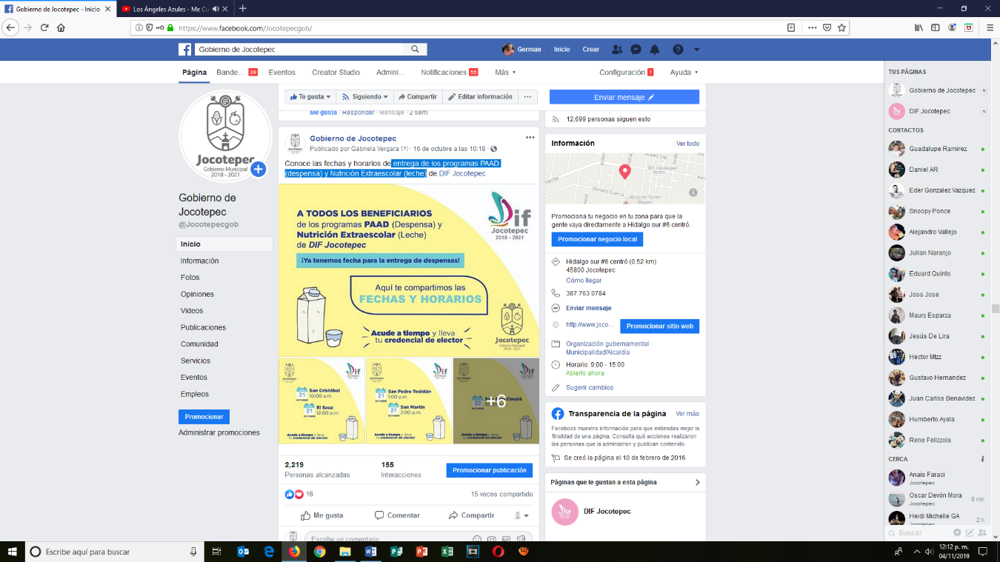 Gobierno de Jocotepec - Inicio
Los Ángeles Azules - Me Cu
https://www.facebook.com/Jocotepecgob/
Gobierno de Jocotepec
German
Inicio
Crear
Página
Bande... 39
Eventos
Creator Studio
Admini...
Notificaciones 55
Más
Configuración 1
Ayuda
Jocotepec
Gobierno Municipal
2018 - 2021
Gobierno de
Jocotepec
@Jocotepecgob
Inicio
Información
Fotos
Opiniones
Videos
Publicaciones
Comunidad
Servicios
Eventos
Empleos
Promocionar
Administrar promociones
Te gusta
Siguiendo
Compartir
Editar información
Me gusta · Responder · Mensaje · 2 sem
Gobierno de Jocotepec
Publicado por Gabriela Vergara [?] · 16 de octubre a las 10:18 ·
Conoce las fechas y horarios de entrega de los programas PAAD
(despensa) y Nutrición Extraescolar (leche) de DIF Jocotepec
A TODOS LOS BENEFICIARIOS
de los programas PAAD (Despensa) y
Nutrición Extraescolar (Leche)
de DIF Jocotepec
¡Ya tenemos fecha para la entrega de despensas!
Aquí te compartimos las
FECHAS Y HORARIOS
Acude a tiempo y lleva
tu credencial de elector
Dif
Jocotepec
2018 - 2021
Jocotepec
Gobierno Municipal
2018 - 2021
21
OCTUBRE
San Cristóbal
10:00 a.m.
21
OCTUBRE
El Sauz
12:00 p.m.
Acude a tiempo y lleva
tu credencial de elector
21
OCTUBRE
San Pedro Tesistán
1:00 p.m.
21
OCTUBRE
San Martín
2:00 p.m.
Acude a tiempo y lleva
tu credencial de elector
22
OCTUBRE
Cosalá
+6
Acude a tiempo y lleva
tu credencial de elector
2,219
Personas alcanzadas
155
Interacciones
Promocionar publicación
16
15 veces compartido
Me gusta
Comentar
Compartir
Escribe un comentario
Enviar mensaje
12,699 personas siguen esto
Información
Ver todo
Dif Jocotepec
Donato Guerra
Ricardo Flores
Magon
Promociona tu negocio en tu zona para que la
gente vaya directamente a Hidalgo sur #6 centró.
Promocionar negocio local
Hidalgo sur #6 centró (0.52 km)
45800 Jocotepec
Cómo llegar
387 763 0784
Enviar mensaje
http://www.joco...
Promocionar sitio web
Organización gubernamental ·
Municipalidad/Alcaldía
Horario: 9:00 - 15:00
Abierto ahora
Sugerir cambios
Transparencia de la página
Ver más
Facebook muestra información para que entiendas mejor la
finalidad de una página. Consulta qué acciones realizaron
las personas que la administran y publican contenido.
Se creó la página el 10 de febrero de 2016
Páginas que le gustan a esta página
DIF Jocotepec
TUS PÁGINAS
Gobierno de Jocotepec
DIF Jocotepec
CONTACTOS
Guadalupe Ramirez
Daniel AR
Eder Gonzalez Vazquez
Snoopy Ponce
Alejandro Vallejo
Julian Naranjo
Eduard Quinto
Joss Jose
Maury Esparza
Jesús De Lira
Hector Mtzz
Gustavo Hernandez
Juan Carlos Benavidez
Humberto Ayala
Rene Felizzola
CERCA
Anais Faraci
Jocotepec
Oscar Devón Mora
Jocotepec
8 min
Heidi Michelle GA
Jocotepec
2 h
Buscar
Escribe aquí para buscar
12:12 p. m.
04/11/2019